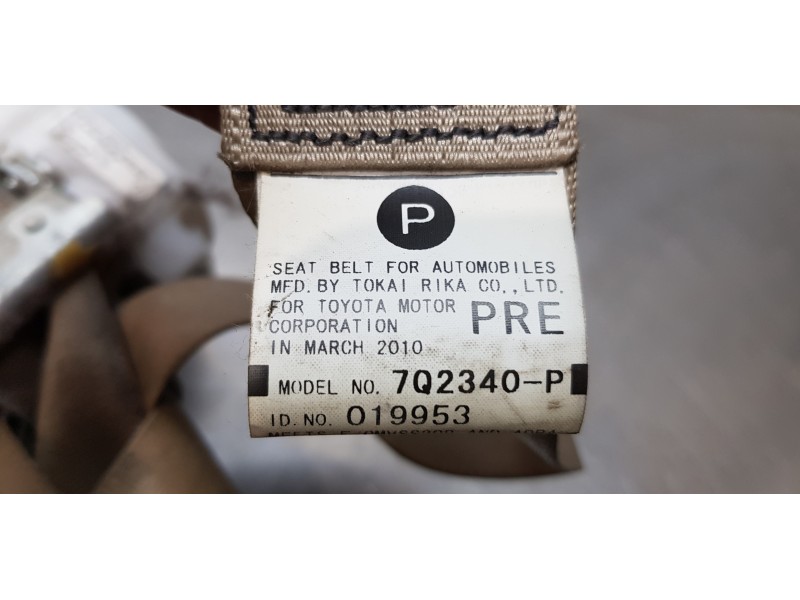 P
SEAT BELT FOR AUTOMOBILES
MFD. BY TOKAI RIKA CO., LTD.
FOR TOYOTA MOTOR
CORPORATION PRE
IN MARCH 2010
MODEL NO. 7Q2340-P
ID. NO. 019953
MEETS